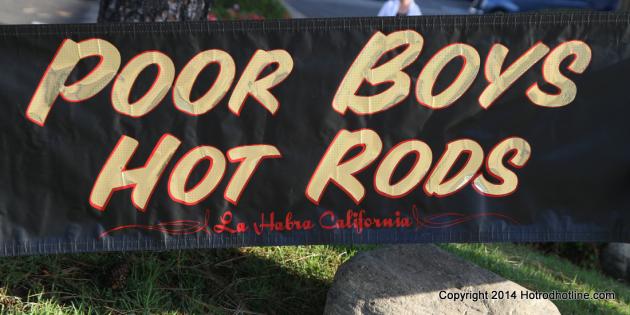 POOR BOYS
HOT RODS
La Habra California
Copyright 2014 Hotrodhotline.com